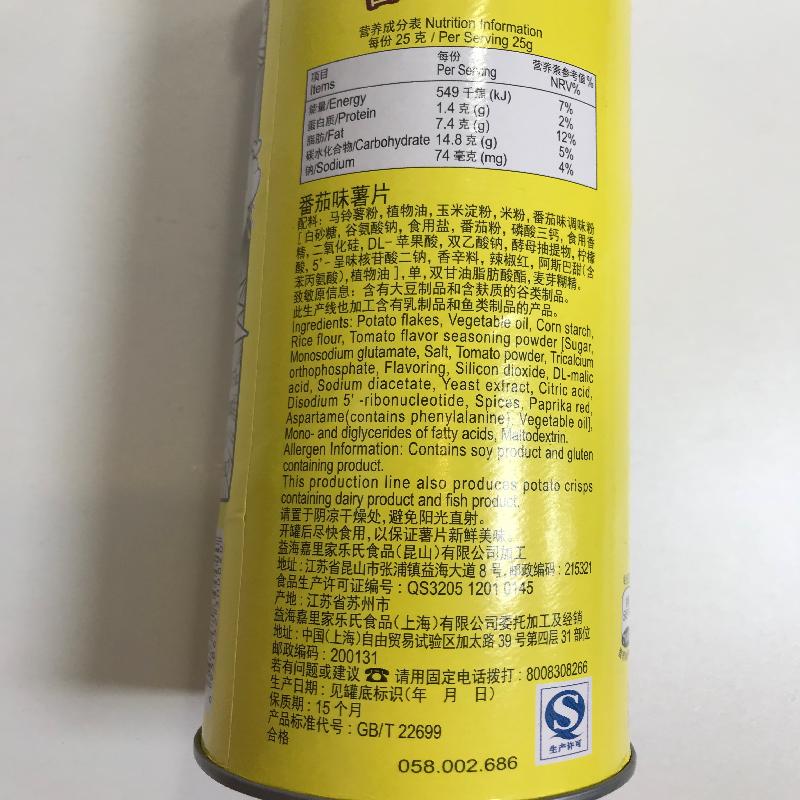 营养成分表 Nutrition Information
每份 25 克 / Per Serving 25g
项目 Items 每份 Per Serving 营养素参考值% NRV%
能量/Energy 549 千焦 (kJ) 7%
蛋白质/Protein 1.4 克 (g) 2%
脂肪/Fat 7.4 克 (g) 12%
碳水化合物/Carbohydrate 14.8 克 (g) 5%
钠/Sodium 74 毫克 (mg) 4%
番茄味薯片
配料: 马铃薯粉, 植物油, 玉米淀粉, 米粉, 番茄味调味粉
[ 白砂糖, 谷氨酸钠, 食用盐, 番茄粉, 磷酸三钙, 食用香
精, 二氧化硅, DL- 苹果酸, 双乙酸钠, 酵母抽提物, 柠檬
酸, 5'- 呈味核苷酸二钠, 香辛料, 辣椒红, 阿斯巴甜(含
苯丙氨酸), 植物油 ], 单, 双甘油脂肪酸酯, 麦芽糊精。
致敏原信息: 含有大豆制品和含麸质的谷类制品。
此生产线也加工含有乳制品和鱼类制品的产品。
Ingredients: Potato flakes, Vegetable oil, Corn starch,
Rice flour, Tomato flavor seasoning powder [Sugar,
Monosodium glutamate, Salt, Tomato powder, Tricalcium
orthophosphate, Flavoring, Silicon dioxide, DL-malic
acid, Sodium diacetate, Yeast extract, Citric acid,
Disodium 5' -ribonucleotide, Spices, Paprika red,
Aspartame(contains phenylalanine), Vegetable oil],
Mono- and diglycerides of fatty acids, Maltodextrin.
Allergen Information: Contains soy product and gluten
containing product.
This production line also produces potato crisps
containing dairy product and fish product.
请置于阴凉干燥处, 避免阳光直射。
开罐后尽快食用, 以保证薯片新鲜美味。
益海嘉里家乐氏食品(昆山)有限公司加工
地址: 江苏省昆山市张浦镇益海大道 8 号, 邮政编码: 215321
食品生产许可证编号: QS3205 1201 0145
产地: 江苏省苏州市
益海嘉里家乐氏食品(上海)有限公司委托加工及经销
地址: 中国(上海)自由贸易试验区加太路 39 号第四层 31 部位
邮政编码: 200131
若有问题或建议 ☎ 请用固定电话拨打: 8008308266
生产日期: 见罐底标识(年 月 日)
保质期: 15 个月
产品标准代号: GB/T 22699
合格
生产许可
058.002.686